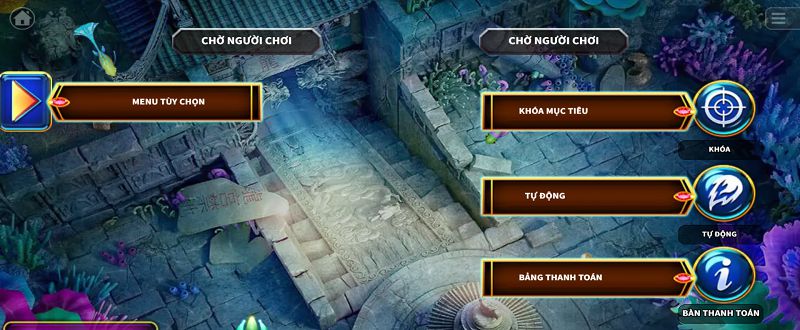 CHỜ NGƯỜI CHƠI
CHỜ NGƯỜI CHƠI
MENU TÙY CHỌN
KHÓA MỤC TIÊU
KHÓA
TỰ ĐỘNG
TỰ ĐỘNG
BẢNG THANH TOÁN
BẢN THANH TOÁN